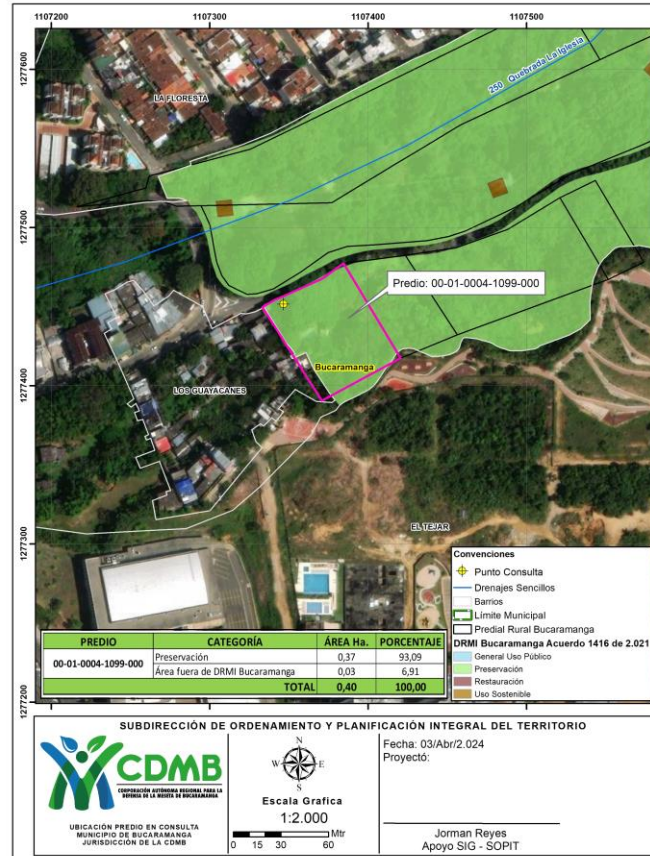 1107200 1107300 1107400 1107500
1277600
1277500
1277400
1277300
1277200
LA FLORESTA
250 Quebrada La Iglesia
Predio: 00-01-0004-1099-000
Bucaramanga
LOS GUAYACANES
EL TEJAR
Convenciones
Punto Consulta
Drenajes Sencillos
Barrios
Límite Municipal
Predial Rural Bucaramanga
DRMI Bucaramanga Acuerdo 1416 de 2.021
General Uso Público
Preservación
Restauración
Uso Sostenible
PREDIO CATEGORÍA ÁREA Ha. PORCENTAJE
00-01-0004-1099-000
Preservación 0,37 93,09
Área fuera de DRMI Bucaramanga 0,03 6,91
TOTAL 0,40 100,00
SUBDIRECCIÓN DE ORDENAMIENTO Y PLANIFICACIÓN INTEGRAL DEL TERRITORIO
CDMB
CORPORACIÓN AUTÓNOMA REGIONAL PARA LA
DEFENSA DE LA MESETA DE BUCARAMANGA
UBICACIÓN PREDIO EN CONSULTA
MUNICIPIO DE BUCARAMANGA
JURISDICCIÓN DE LA CDMB
N
W E
S
Escala Grafica
1:2.000
Mtr
0 15 30 60
Fecha: 03/Abr/2.024
Proyectó:
Jorman Reyes
Apoyo SIG - SOPIT